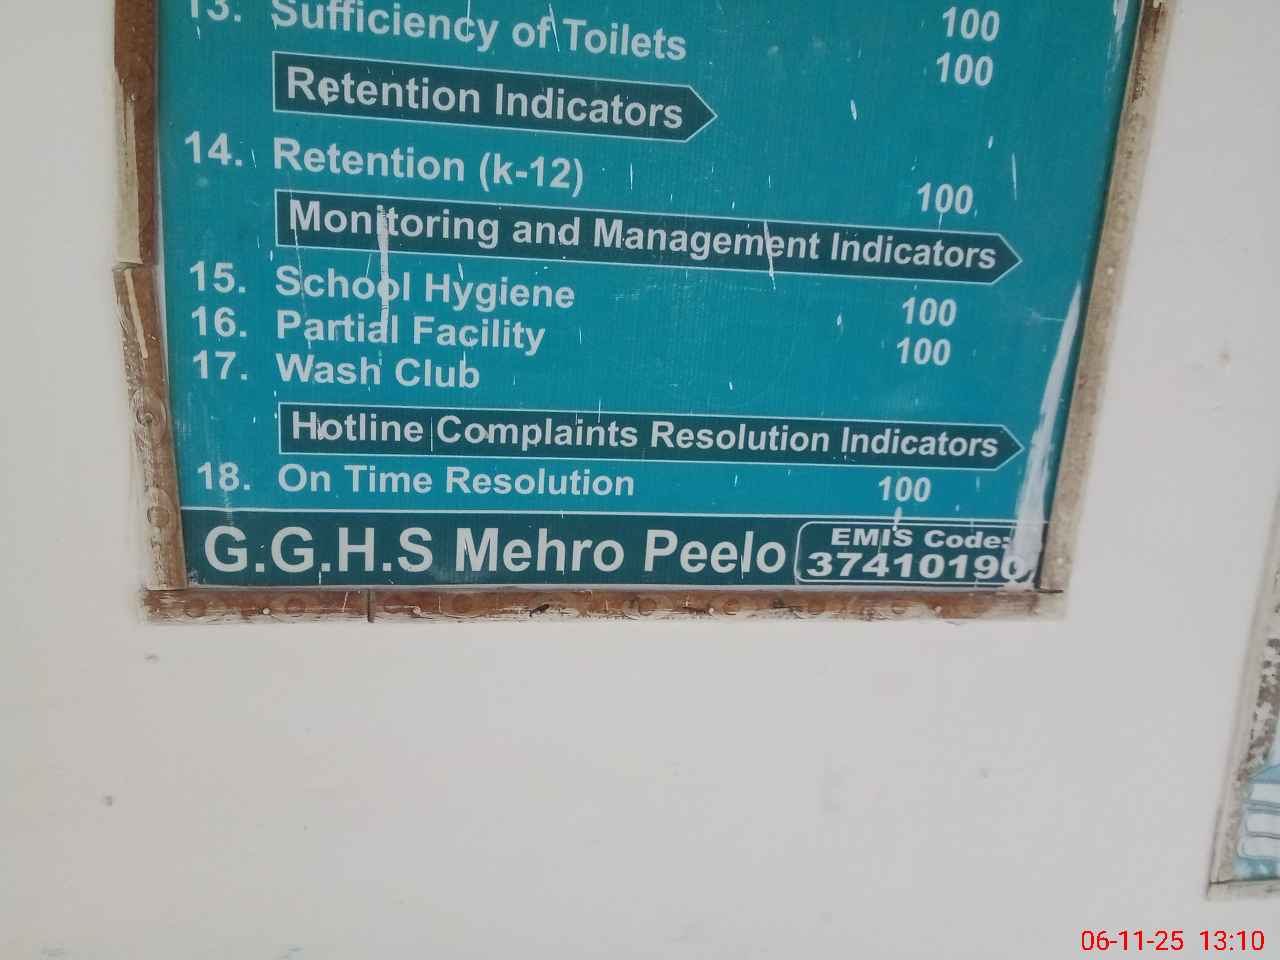 13. Sufficiency of Toilets 100
100
Retention Indicators
14. Retention (k-12) 100
Monitoring and Management Indicators
15. School Hygiene 100
16. Partial Facility 100
17. Wash Club
Hotline Complaints Resolution Indicators
18. On Time Resolution 100
G.G.H.S Mehro Peelo
EMIS Code:
37410190
06-11-25 13:10